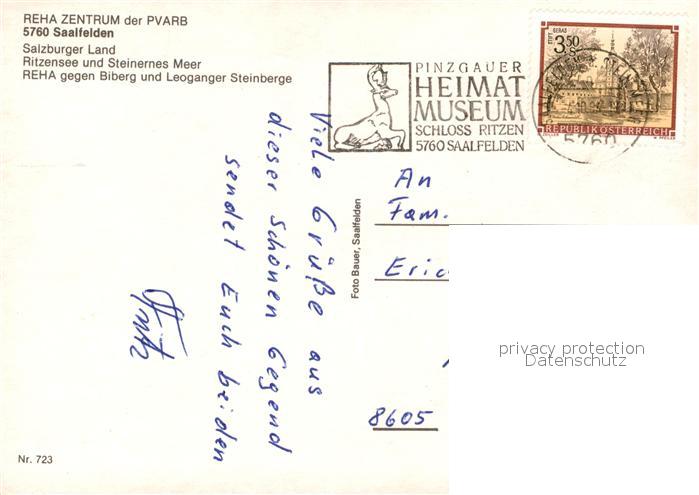 REHA ZENTRUM der PVARB
5760 Saalfelden
Salzburger Land
Ritzensee und Steinernes Meer
REHA gegen Biberg und Leoganger Steinberge
PINZGAUER
HEIMAT
MUSEUM
SCHLOSS RITZEN
5760 SAALFELDEN
3.50
REPUBLIK ÖSTERREICH
5760
Viele Grüße aus
dieser schönen Gegend
sendet Euch beiden
Foto Bauer, Saalfelden
An
Fam.
Eric
8605
privacy protection
Datenschutz
Nr. 723